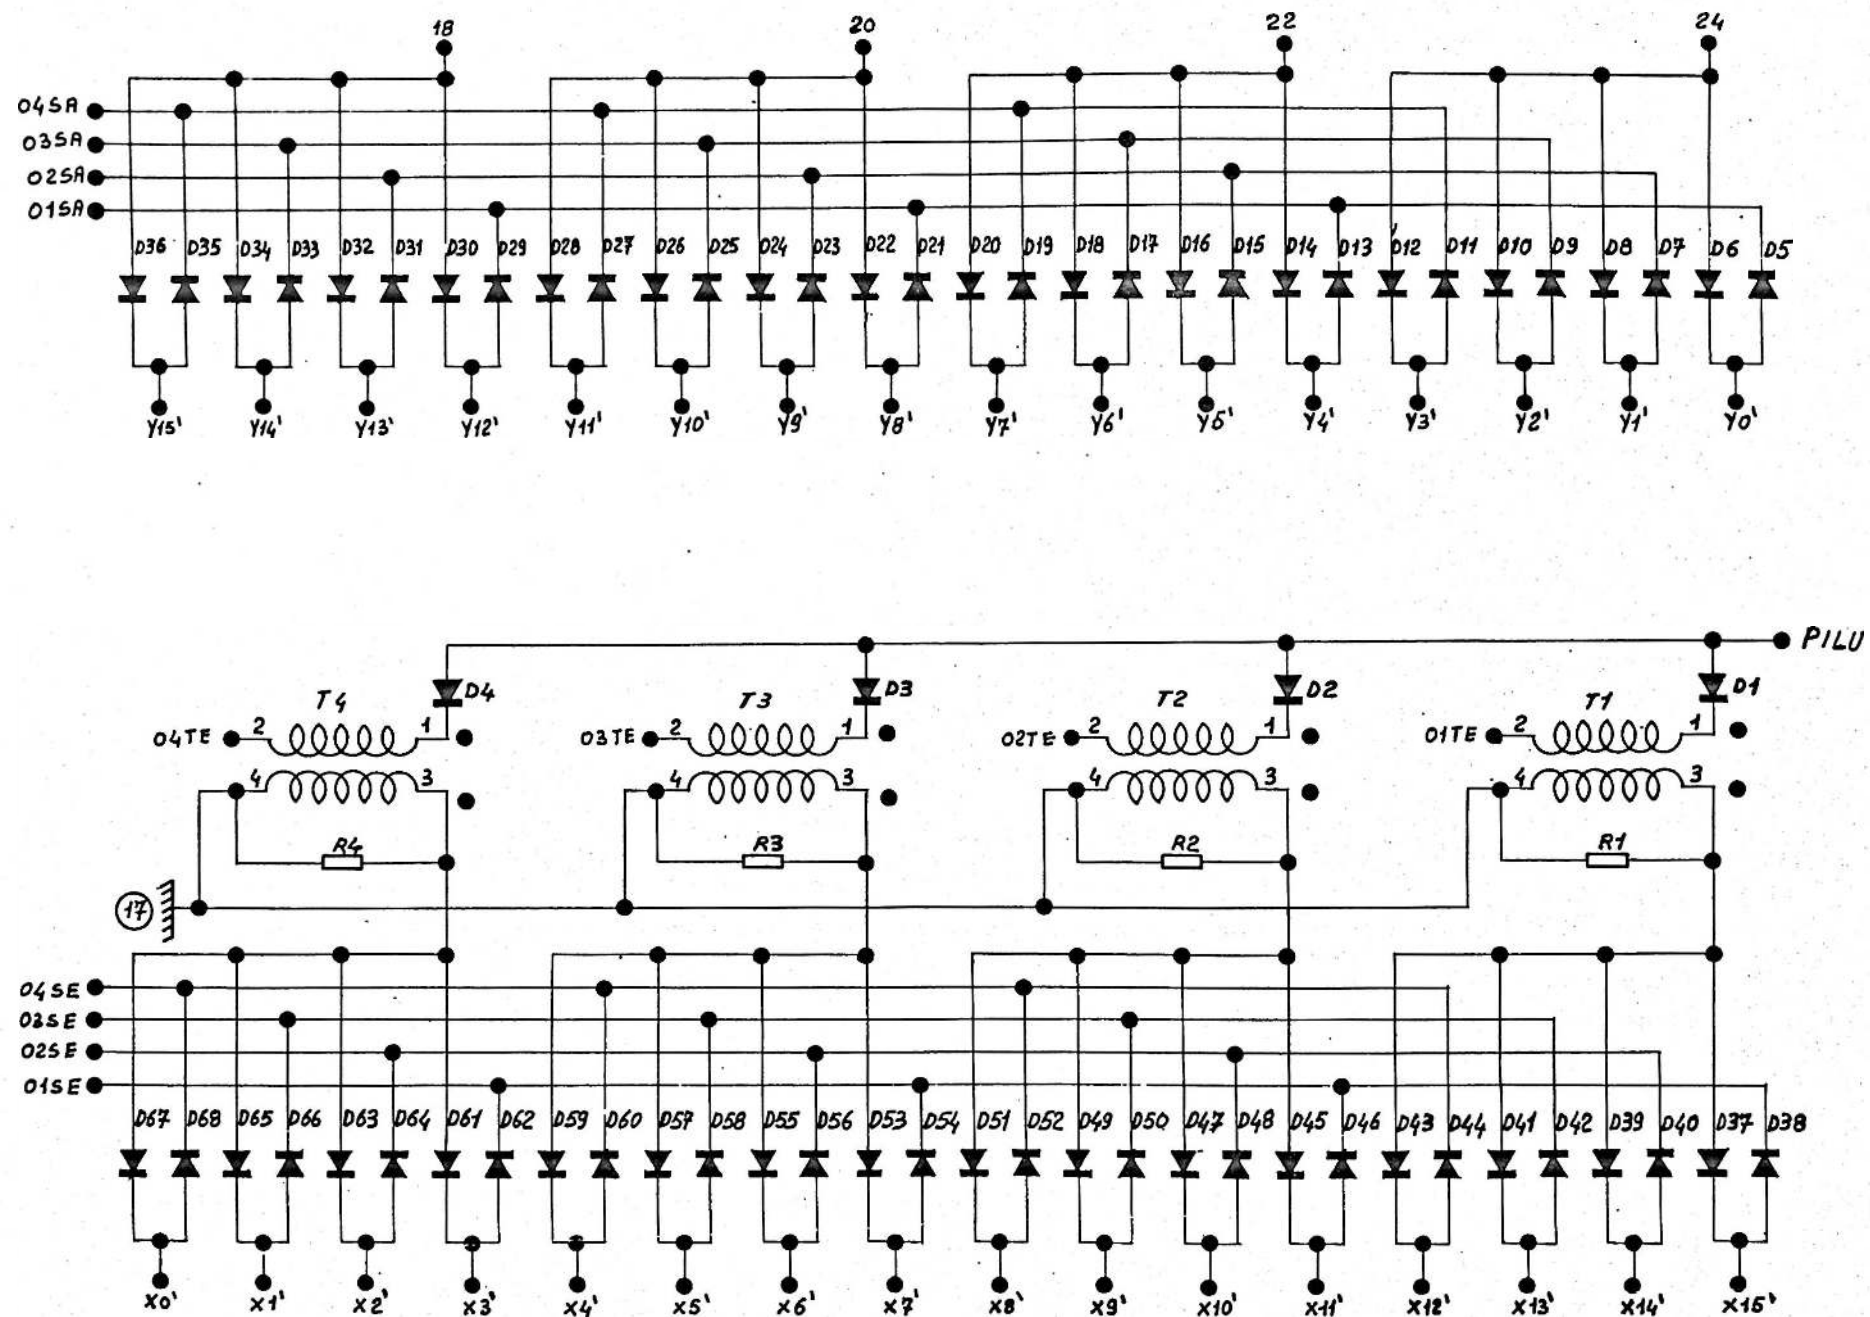 18 20 22 24
04SA
03SA
02SA
01SA
D36 D35 D34 D33 D32 D31 D30 D29 D28 D27 D26 D25 D24 D23 D22 D21 D20 D19 D18 D17 D16 D15 D14 D13 D12 D11 D10 D9 D8 D7 D6 D5
Y15' Y14' Y13' Y12' Y11' Y10' Y9' Y8' Y7' Y6' Y5' Y4' Y3' Y2' Y1' Y0'
PILU
D4 D3 D2 D1
T4 T3 T2 T1
04TE 2 1 03TE 2 1 02TE 2 1 01TE 2 1
4 3 4 3 4 3 4 3
R4 R3 R2 R1
17
04SE
03SE
02SE
01SE
D67 D68 D65 D66 D63 D64 D61 D62 D59 D60 D57 D58 D55 D56 D53 D54 D51 D52 D49 D50 D47 D48 D45 D46 D43 D44 D41 D42 D39 D40 D37 D38
X0' X1' X2' X3' X4' X5' X6' X7' X8' X9' X10' X11' X12' X13' X14' X15'